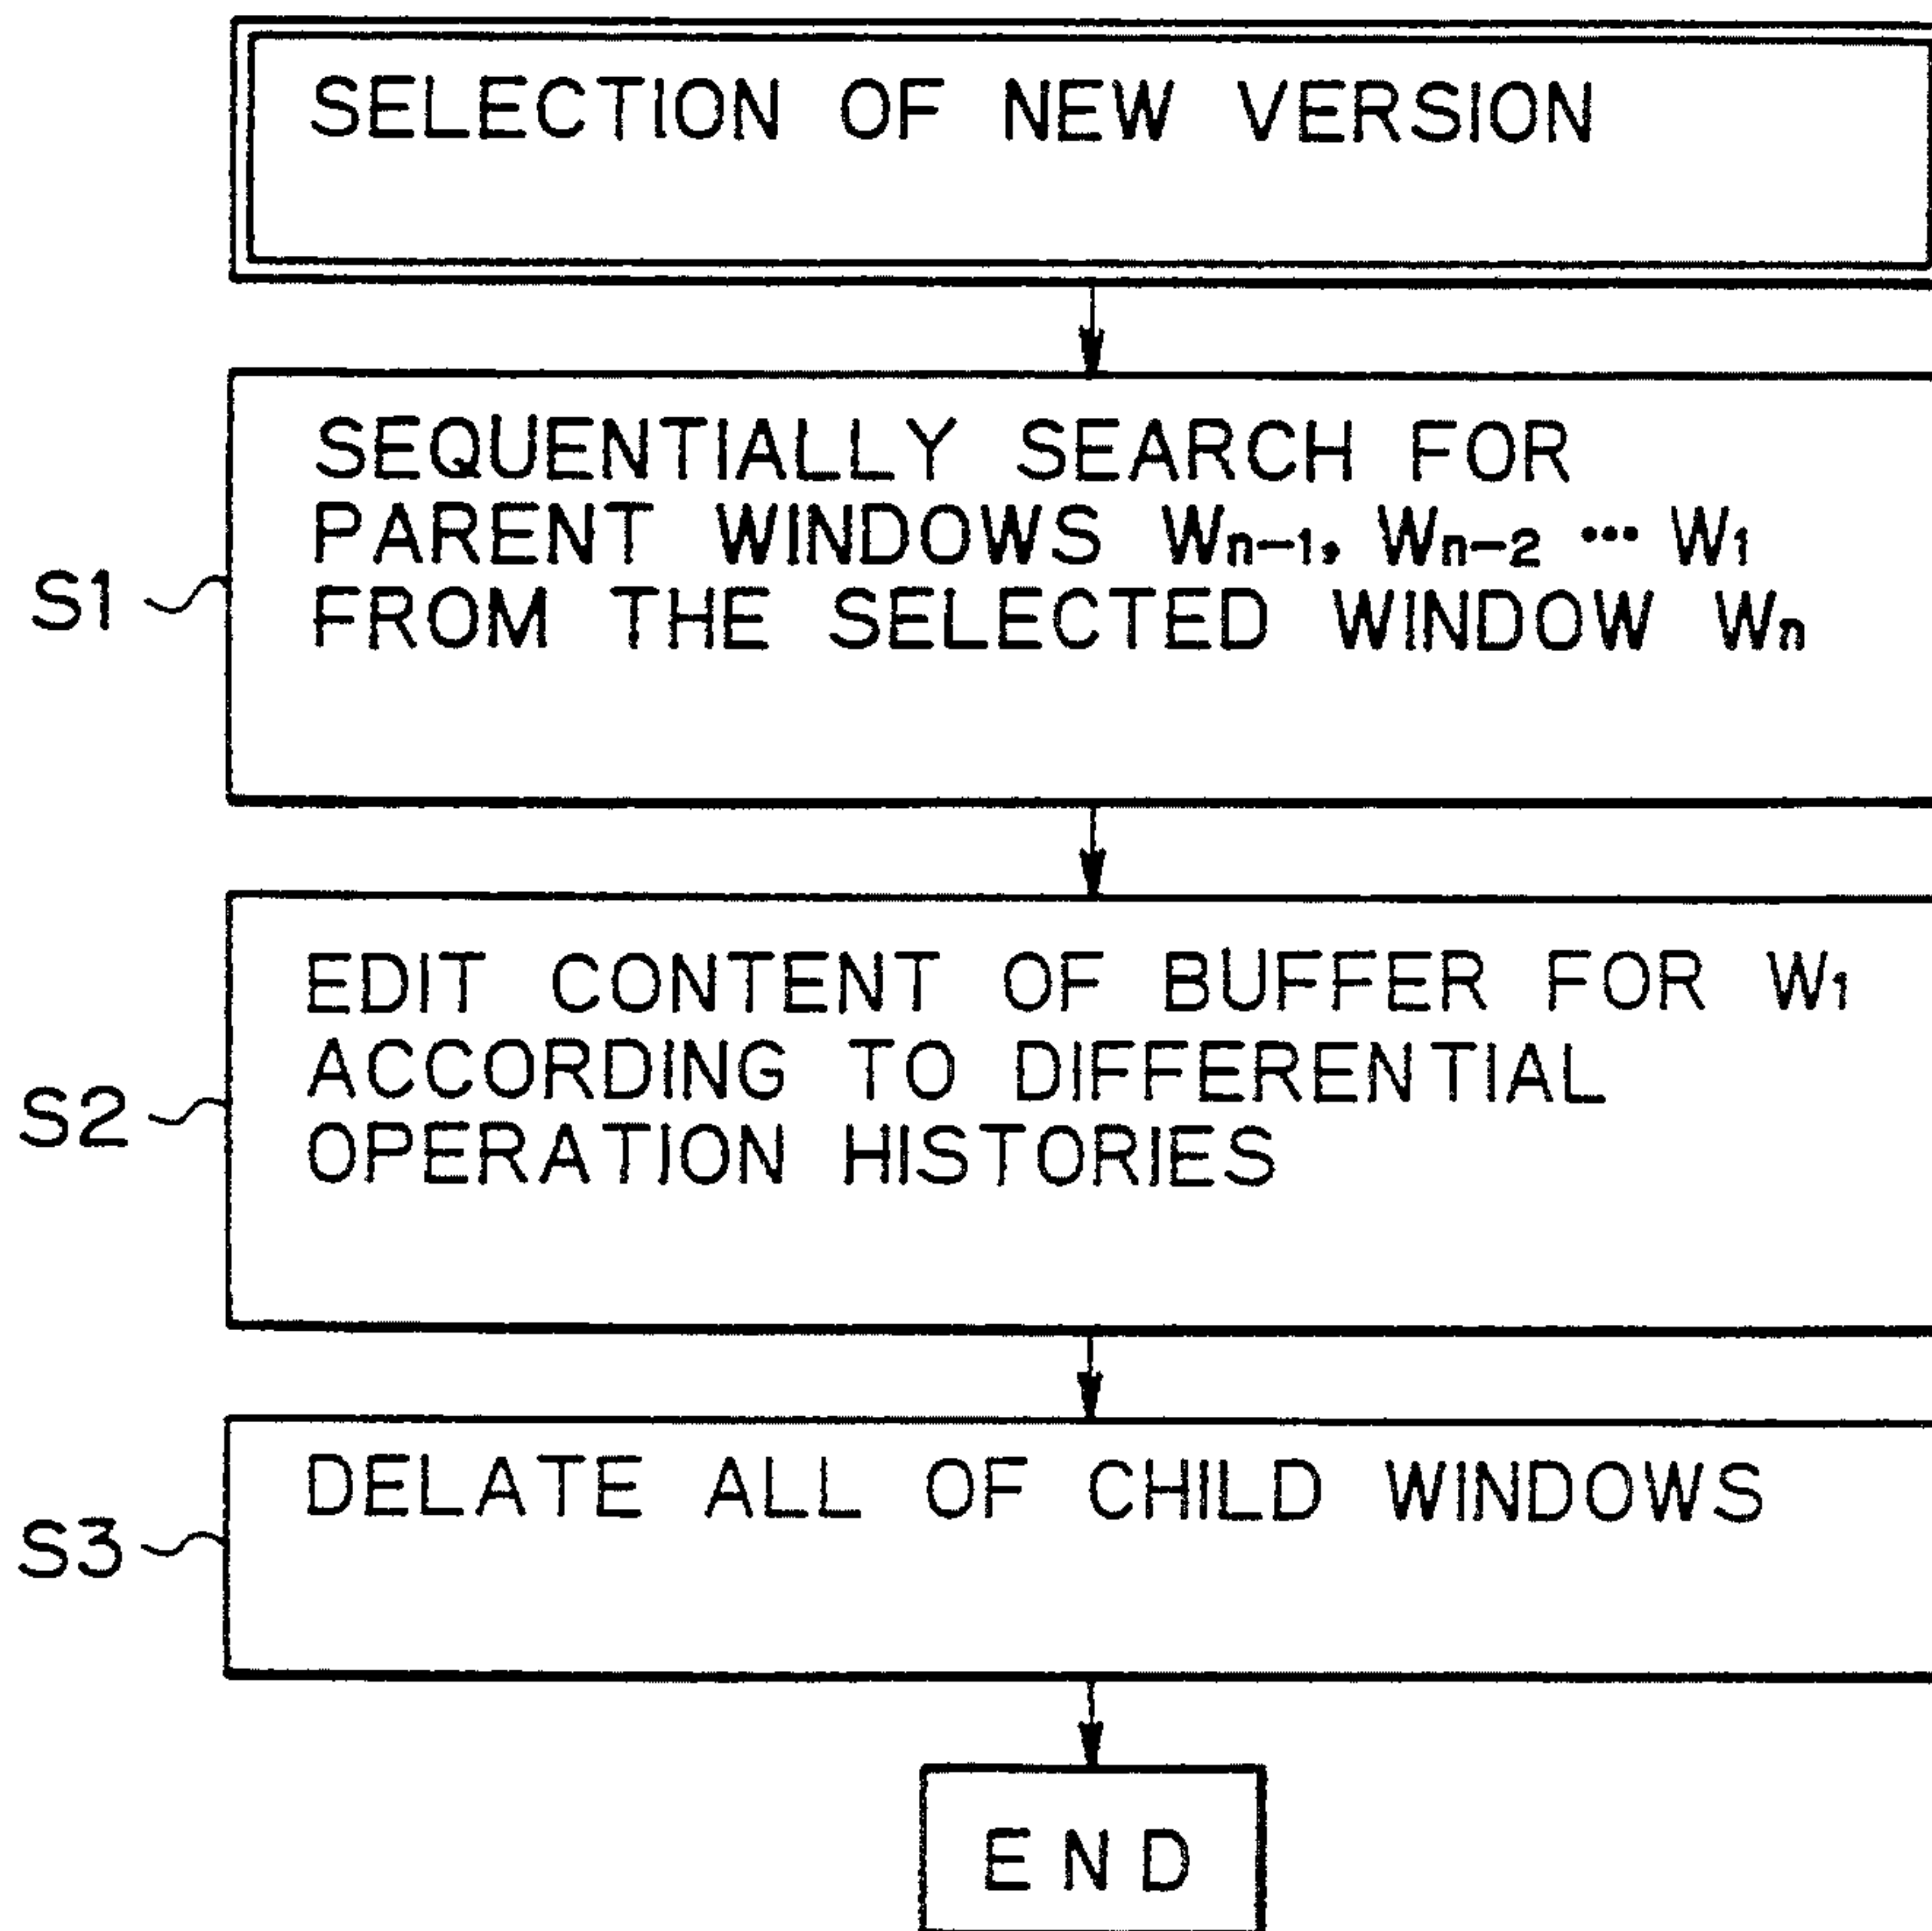 SELECTION OF NEW VERSION
SEQUENTIALLY SEARCH FOR
PARENT WINDOWS Wn-1, Wn-2 ··· W1
S1
FROM THE SELECTED WINDOW Wn
EDIT CONTENT OF BUFFER FOR W1
ACCORDING TO DIFFERENTIAL
S2
OPERATION HISTORIES
DELATE ALL OF CHILD WINDOWS
S3
END